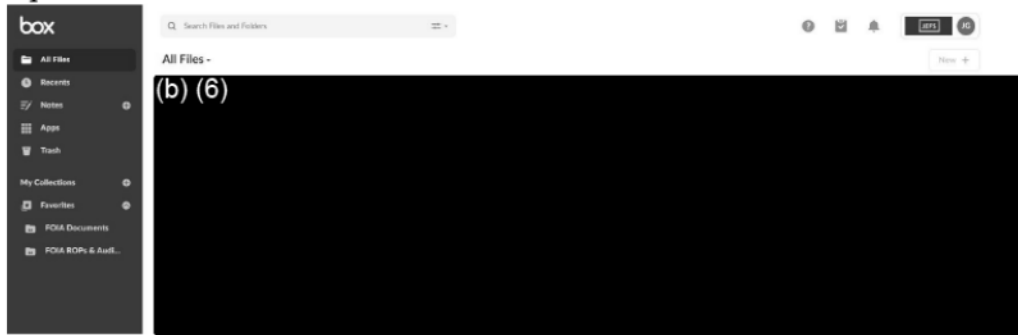 box
Search Files and Folders
JEFS
JG
All Files
All Files -
New +
Recents
(b) (6)
Notes
Apps
Trash
My Collections
Favorites
FOIA Documents
FOIA ROPs & Audi...